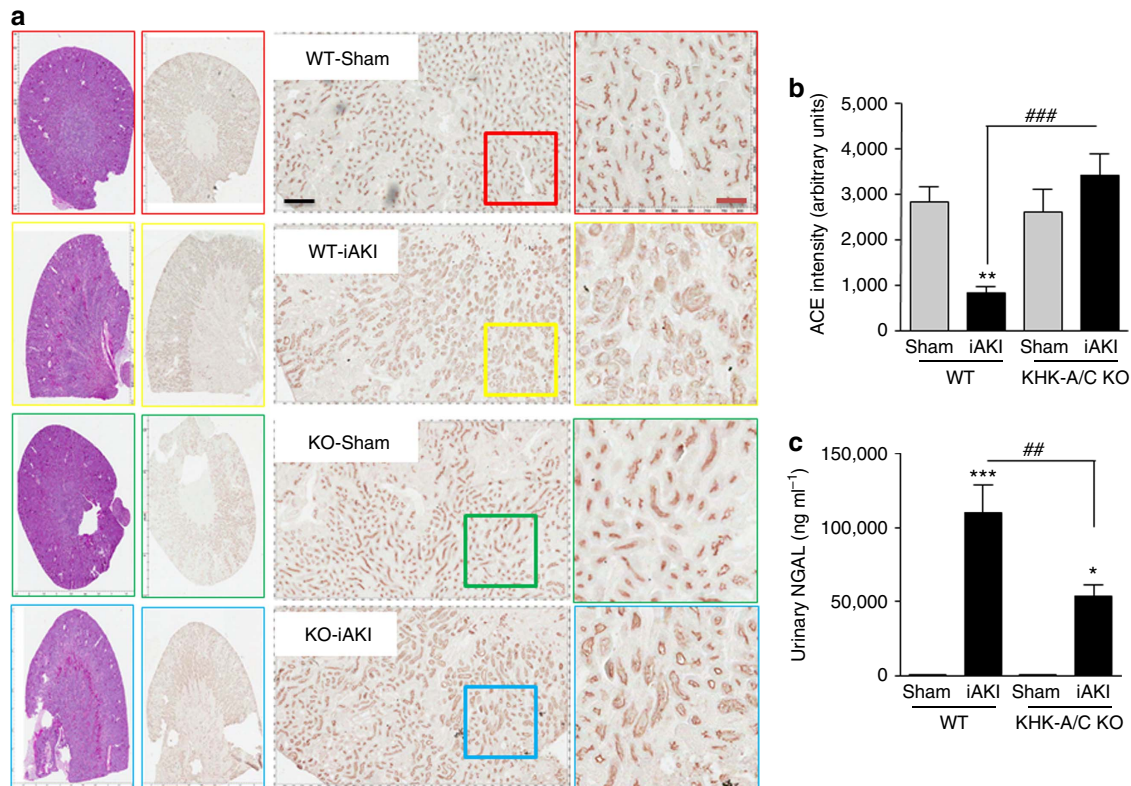 a
WT-Sham
WT-iAKI
KO-Sham
KO-iAKI
b
ACE intensity (arbitrary units)
5,000
4,000
3,000
2,000
1,000
0
###
**
Sham iAKI Sham iAKI
WT KHK-A/C KO
c
Urinary NGAL (ng ml⁻¹)
150,000
100,000
50,000
0
##
***
*
Sham iAKI Sham iAKI
WT KHK-A/C KO